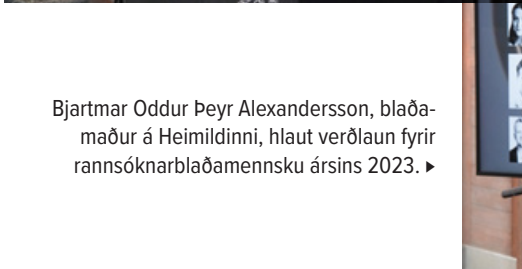 Bjartmar Oddur Þeyr Alexandersson, blaða-
maður á Heimildinni, hlaut verðlaun fyrir
rannsóknarblaðamennsku ársins 2023. ▸